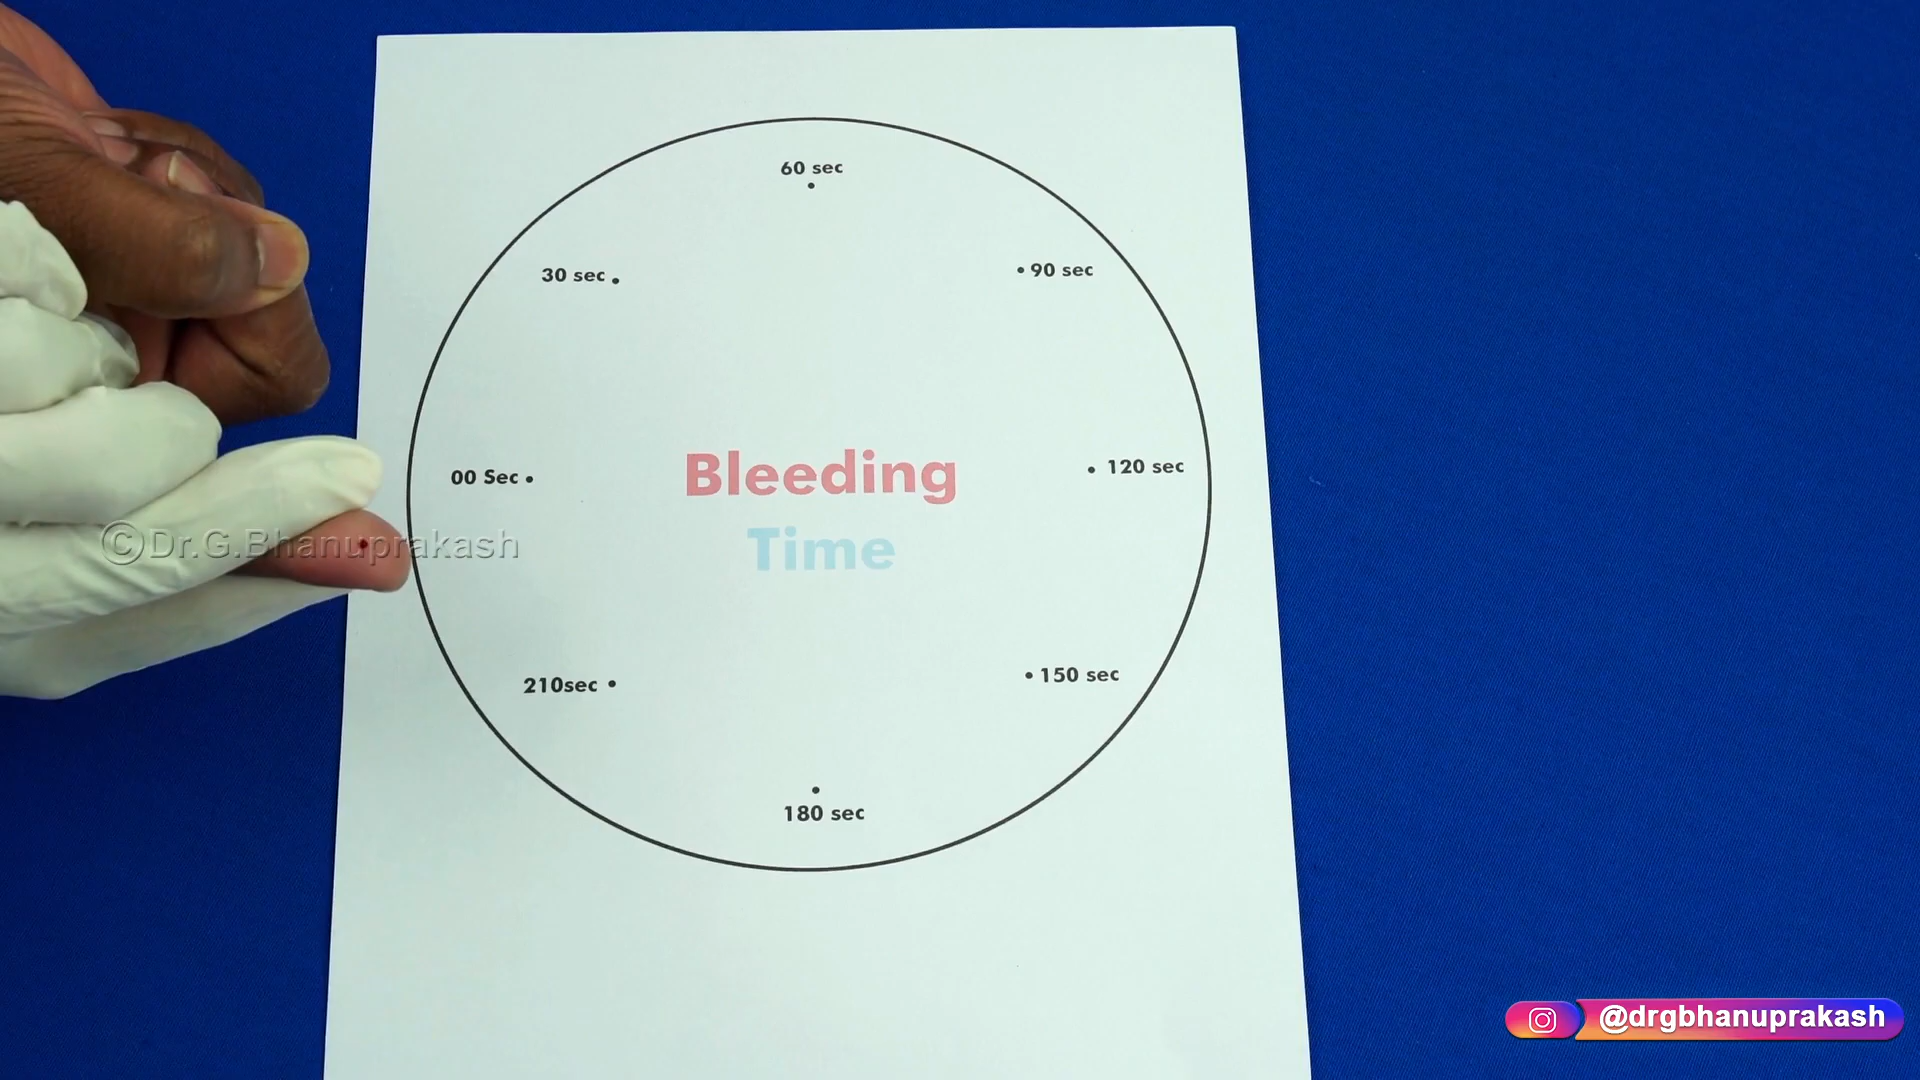 60 sec
30 sec
90 sec
00 Sec
Bleeding
Time
120 sec
©Dr.G.Bhanuprakash
210sec
150 sec
180 sec
@drgbhanuprakash